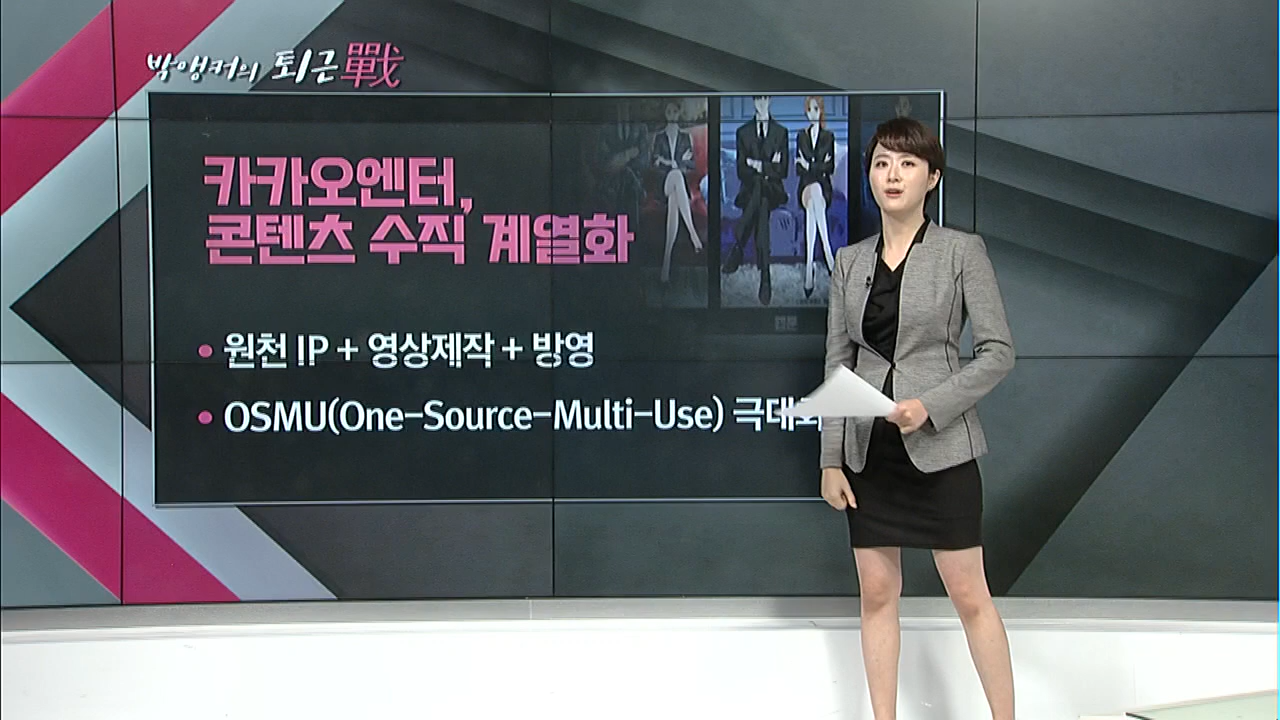 박앵커의 퇴근戰
카카오엔터,
콘텐츠 수직 계열화
• 원천 IP + 영상제작 + 방영
• OSMU(One-Source-Multi-Use) 극대화